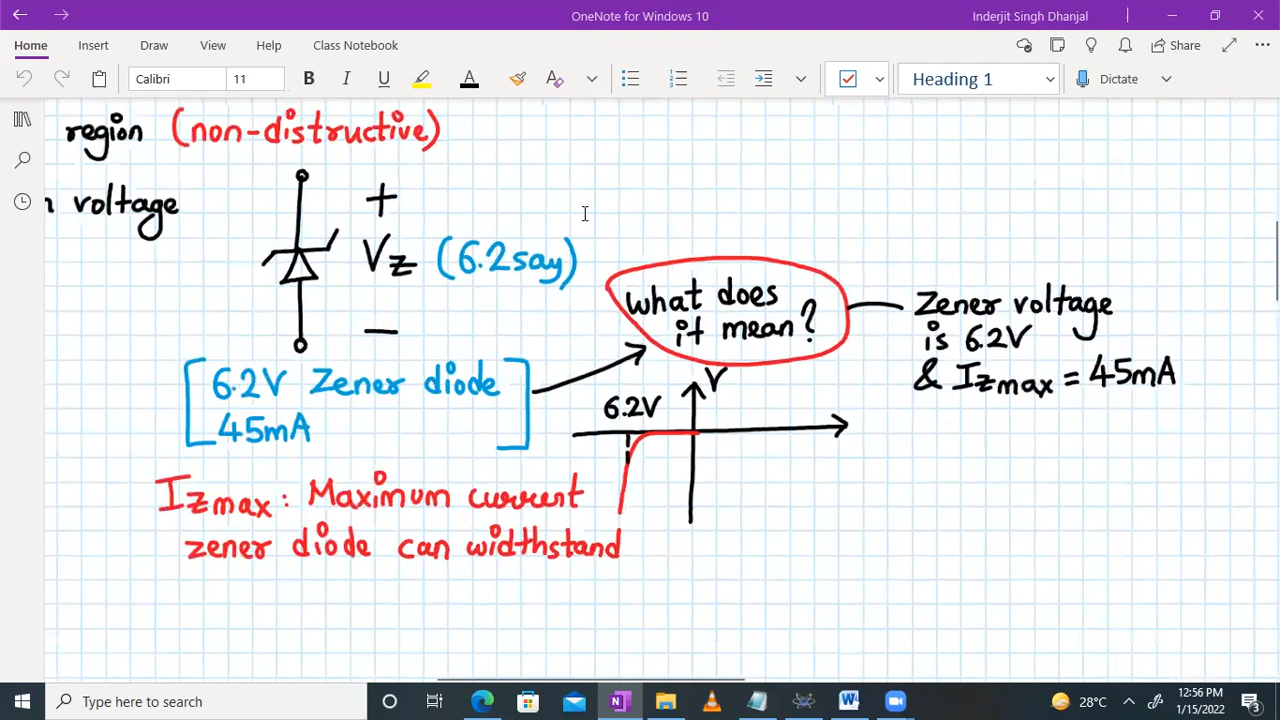 OneNote for Windows 10
Inderjit Singh Dhanjal
Home Insert Draw View Help Class Notebook
Share
Calibri 11 B I U A A Heading 1 Dictate
region (non-distructive)
n voltage
+
Vz (6.2say)
-
what does
it mean?
Zener voltage
is 6.2V
& Izmax = 45mA
6.2V Zener diode
45mA
V
6.2V
Izmax: Maximum current
zener diode can widthstand
Type here to search
28°C
12:56 PM
1/15/2022
3